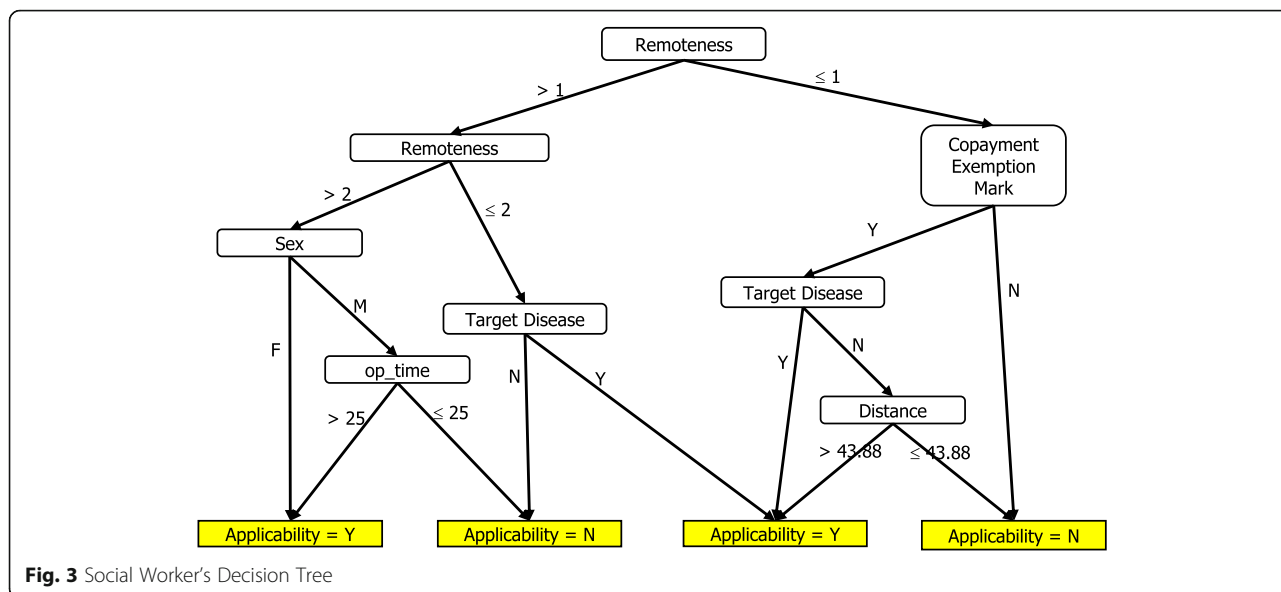 Remoteness
> 1
≤ 1
Remoteness
Copayment
Exemption
Mark
> 2
≤ 2
Sex
Y
N
Target Disease
Target Disease
M
F
op_time
N
Y
Y
N
Distance
> 25
≤ 25
> 43.88
≤ 43.88
Applicability = Y
Applicability = N
Applicability = Y
Applicability = N
Fig. 3 Social Worker's Decision Tree